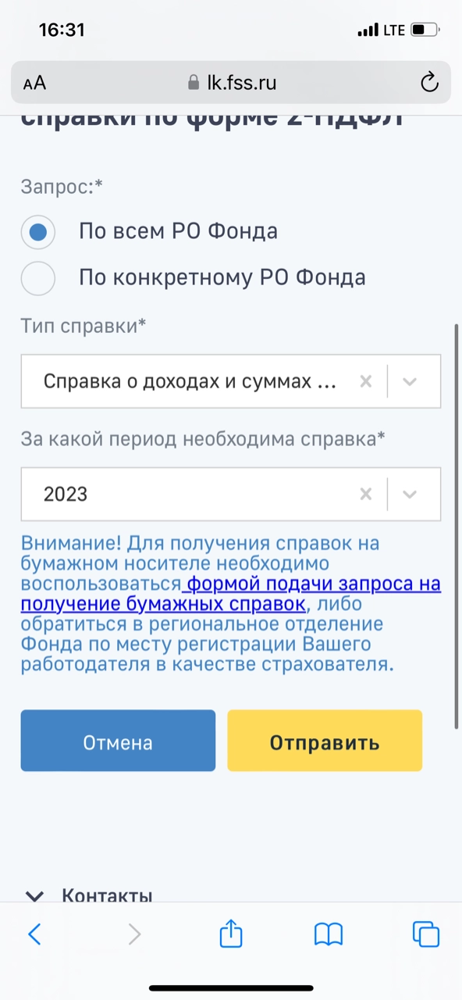 16:31
LTE
AA
lk.fss.ru
справки по форме 2-НДФЛ
Запрос:*
По всем РО Фонда
По конкретному РО Фонда
Тип справки*
Справка о доходах и суммах ...
За какой период необходима справка*
2023
Внимание! Для получения справок на
бумажном носителе необходимо
воспользоваться формой подачи запроса на
получение бумажных справок, либо
обратиться в региональное отделение
Фонда по месту регистрации Вашего
работодателя в качестве страхователя.
Отмена
Отправить
Контакты